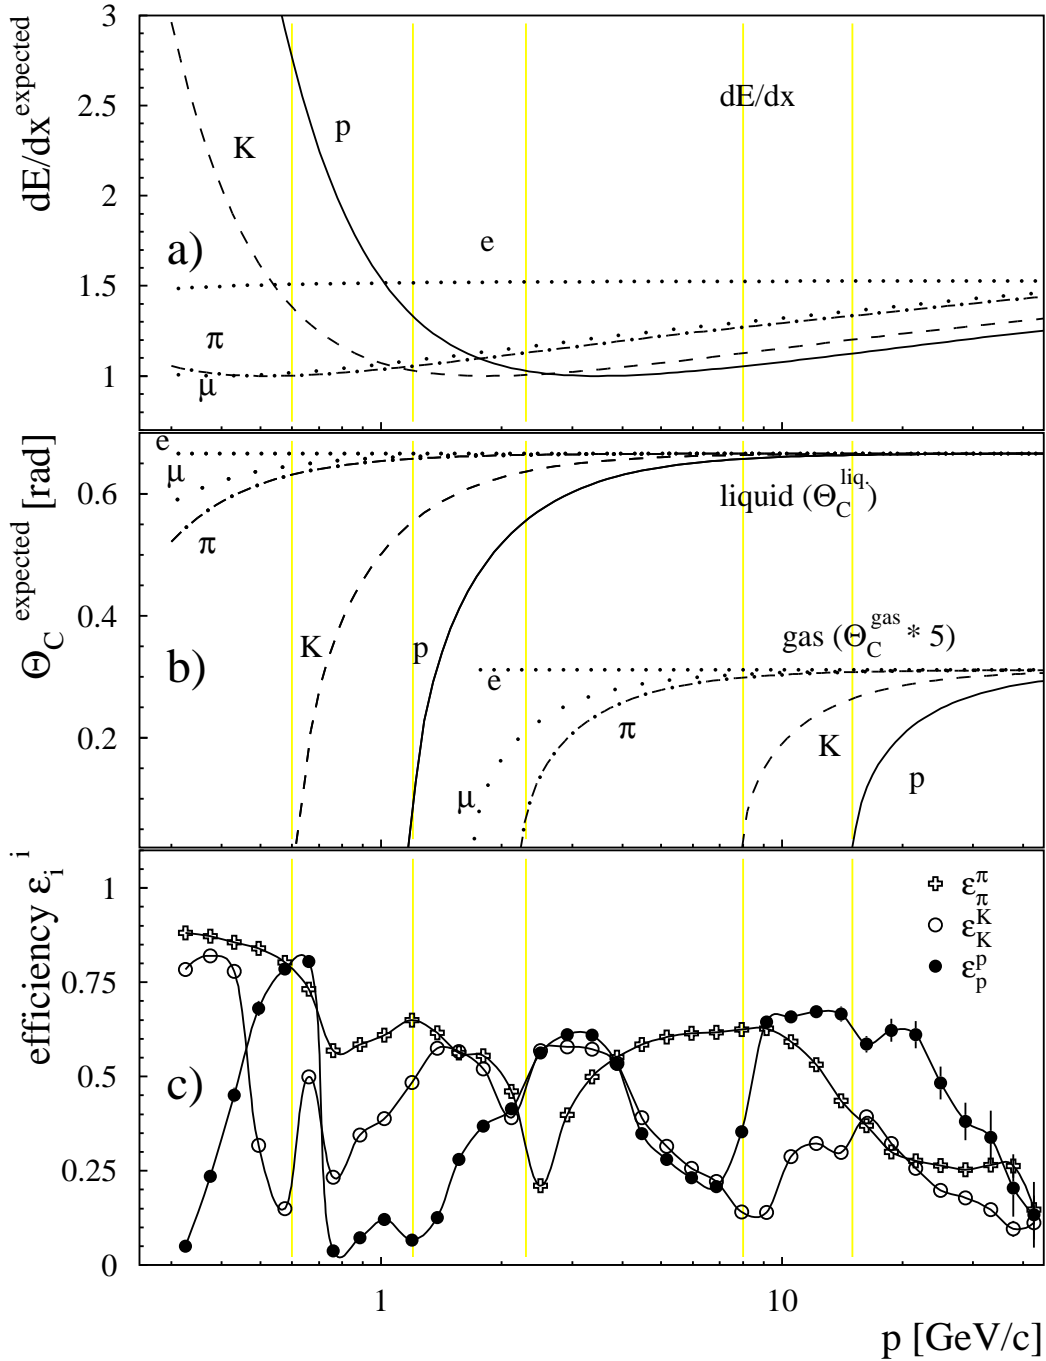 dE/dx^expected
3
2.5
2
1.5
1
dE/dx
p
K
e
a)
π
μ
Θ_C^expected [rad]
0.6
0.4
0.2
e
μ
π
liquid (Θ_C^liq.)
K
p
gas (Θ_C^gas * 5)
b)
e
π
K
μ
p
efficiency ε_i^i
1
0.75
0.5
0.25
0
ε_π^π
ε_K^K
ε_p^p
c)
1
10
p [GeV/c]